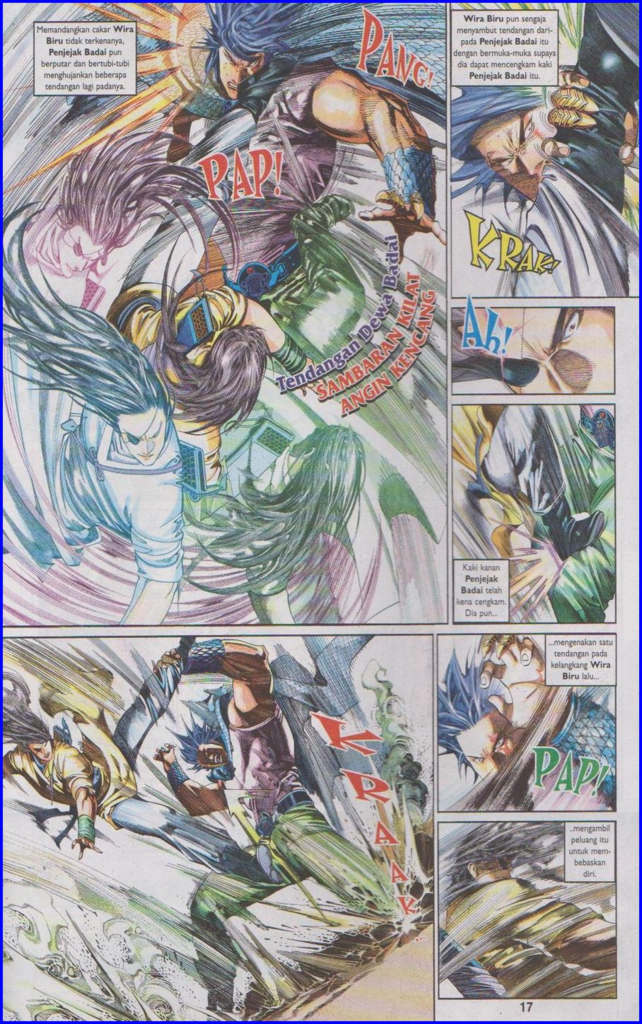 Memandangkan cakar Wira
Biru tidak terkenanya,
Penjejak Badai pun
berputar dan bertubi-tubi
menghujankan beberapa
tendangan lagi padanya.
PANG!
PAP!
Tendangan Dewa Badai
SAMBARAN KILAT
ANGIN KENCANG
Wira Biru pun sengaja
menyambut tendangan dari-
pada Penjejak Badai itu
dengan bermuka-muka supaya
dia dapat mencengkam kaki
Penjejak Badai itu.
KRAK!
Ah!
Kaki kanan
Penjejak
Badai telah
kena cengkam.
Dia pun...
KRAAAK
...mengenakan satu
tendangan pada
kelangkang Wira
Biru lalu...
PAP!
...mengambil
peluang itu
untuk mem-
bebaskan
diri.
17